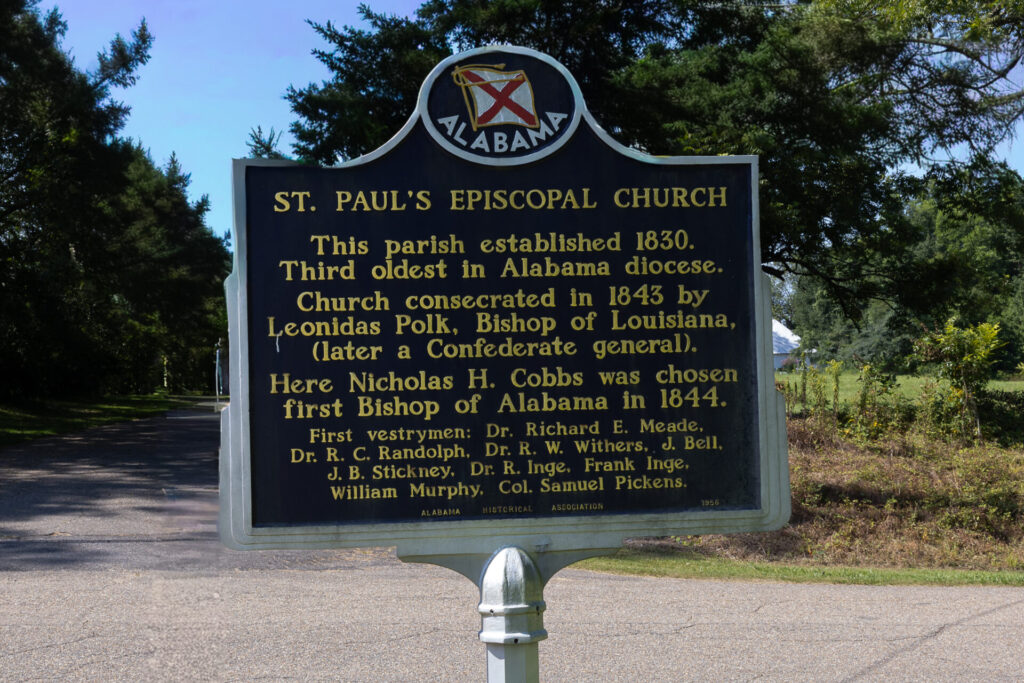 ALABAMA
ST. PAUL'S EPISCOPAL CHURCH
This parish established 1830.
Third oldest in Alabama diocese.
Church consecrated in 1843 by
Leonidas Polk, Bishop of Louisiana,
(later a Confederate general).
Here Nicholas H. Cobbs was chosen
first Bishop of Alabama in 1844.
First vestrymen: Dr. Richard E. Meade,
Dr. R. C. Randolph, Dr. R. W. Withers, J. Bell,
J. B. Stickney, Dr. R. Inge, Frank Inge,
William Murphy, Col. Samuel Pickens.
ALABAMA HISTORICAL ASSOCIATION 1956